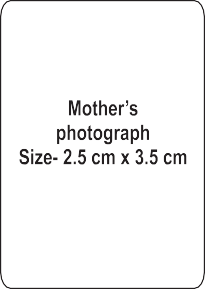 Mother's
photograph
Size- 2.5 cm x 3.5 cm